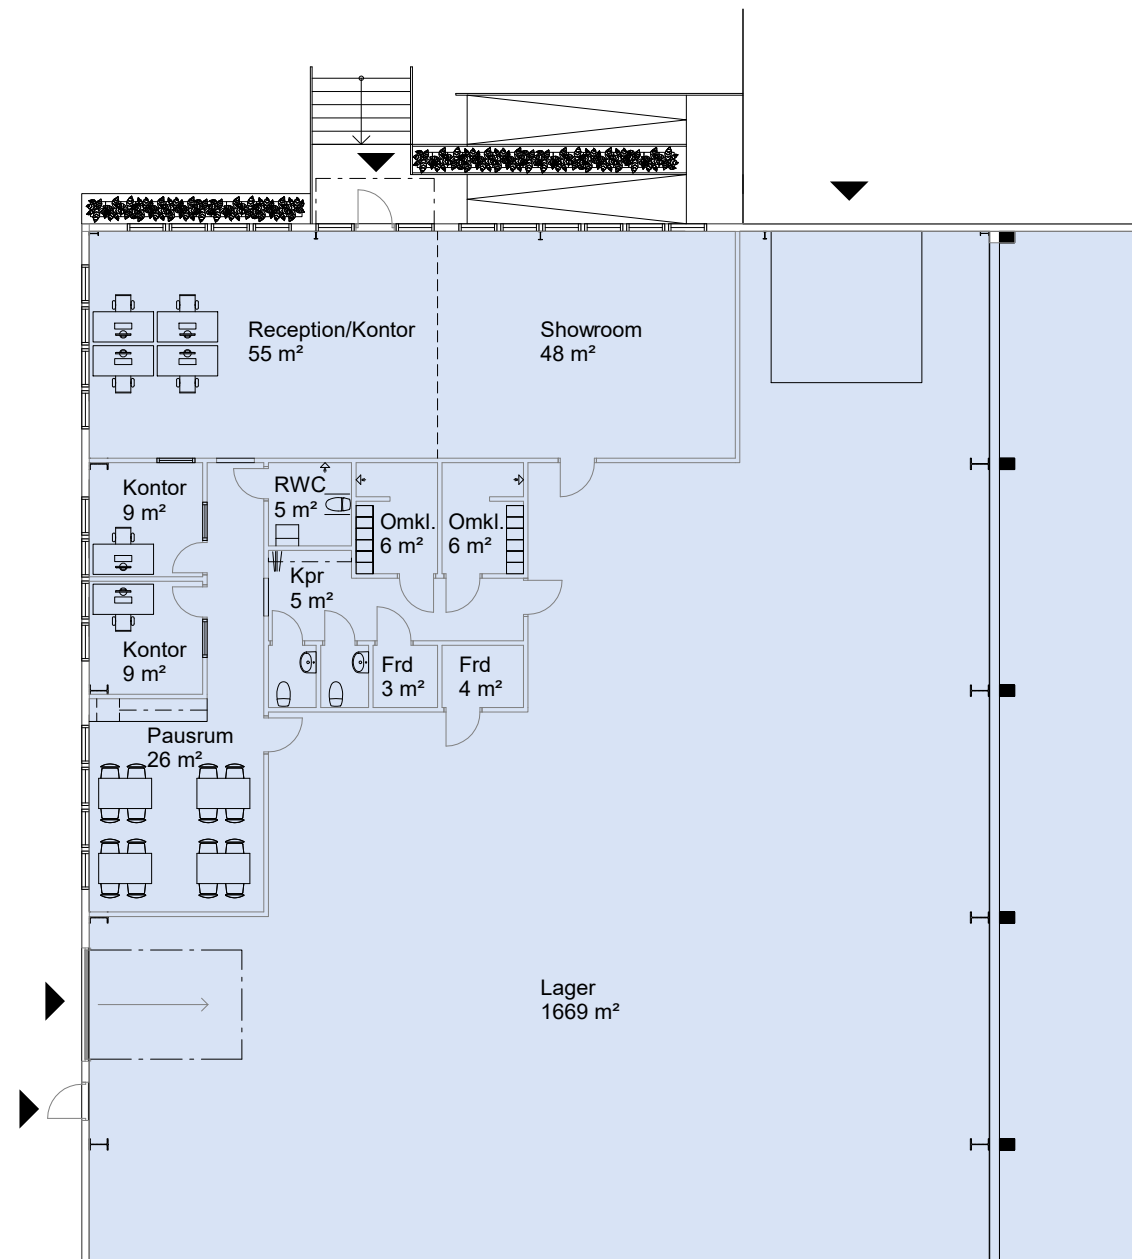 Reception/Kontor
55 m²
Showroom
48 m²
Kontor
9 m²
RWC
5 m²
Omkl.
6 m²
Omkl.
6 m²
Kpr
5 m²
Kontor
9 m²
Frd
3 m²
Frd
4 m²
Pausrum
26 m²
Lager
1669 m²